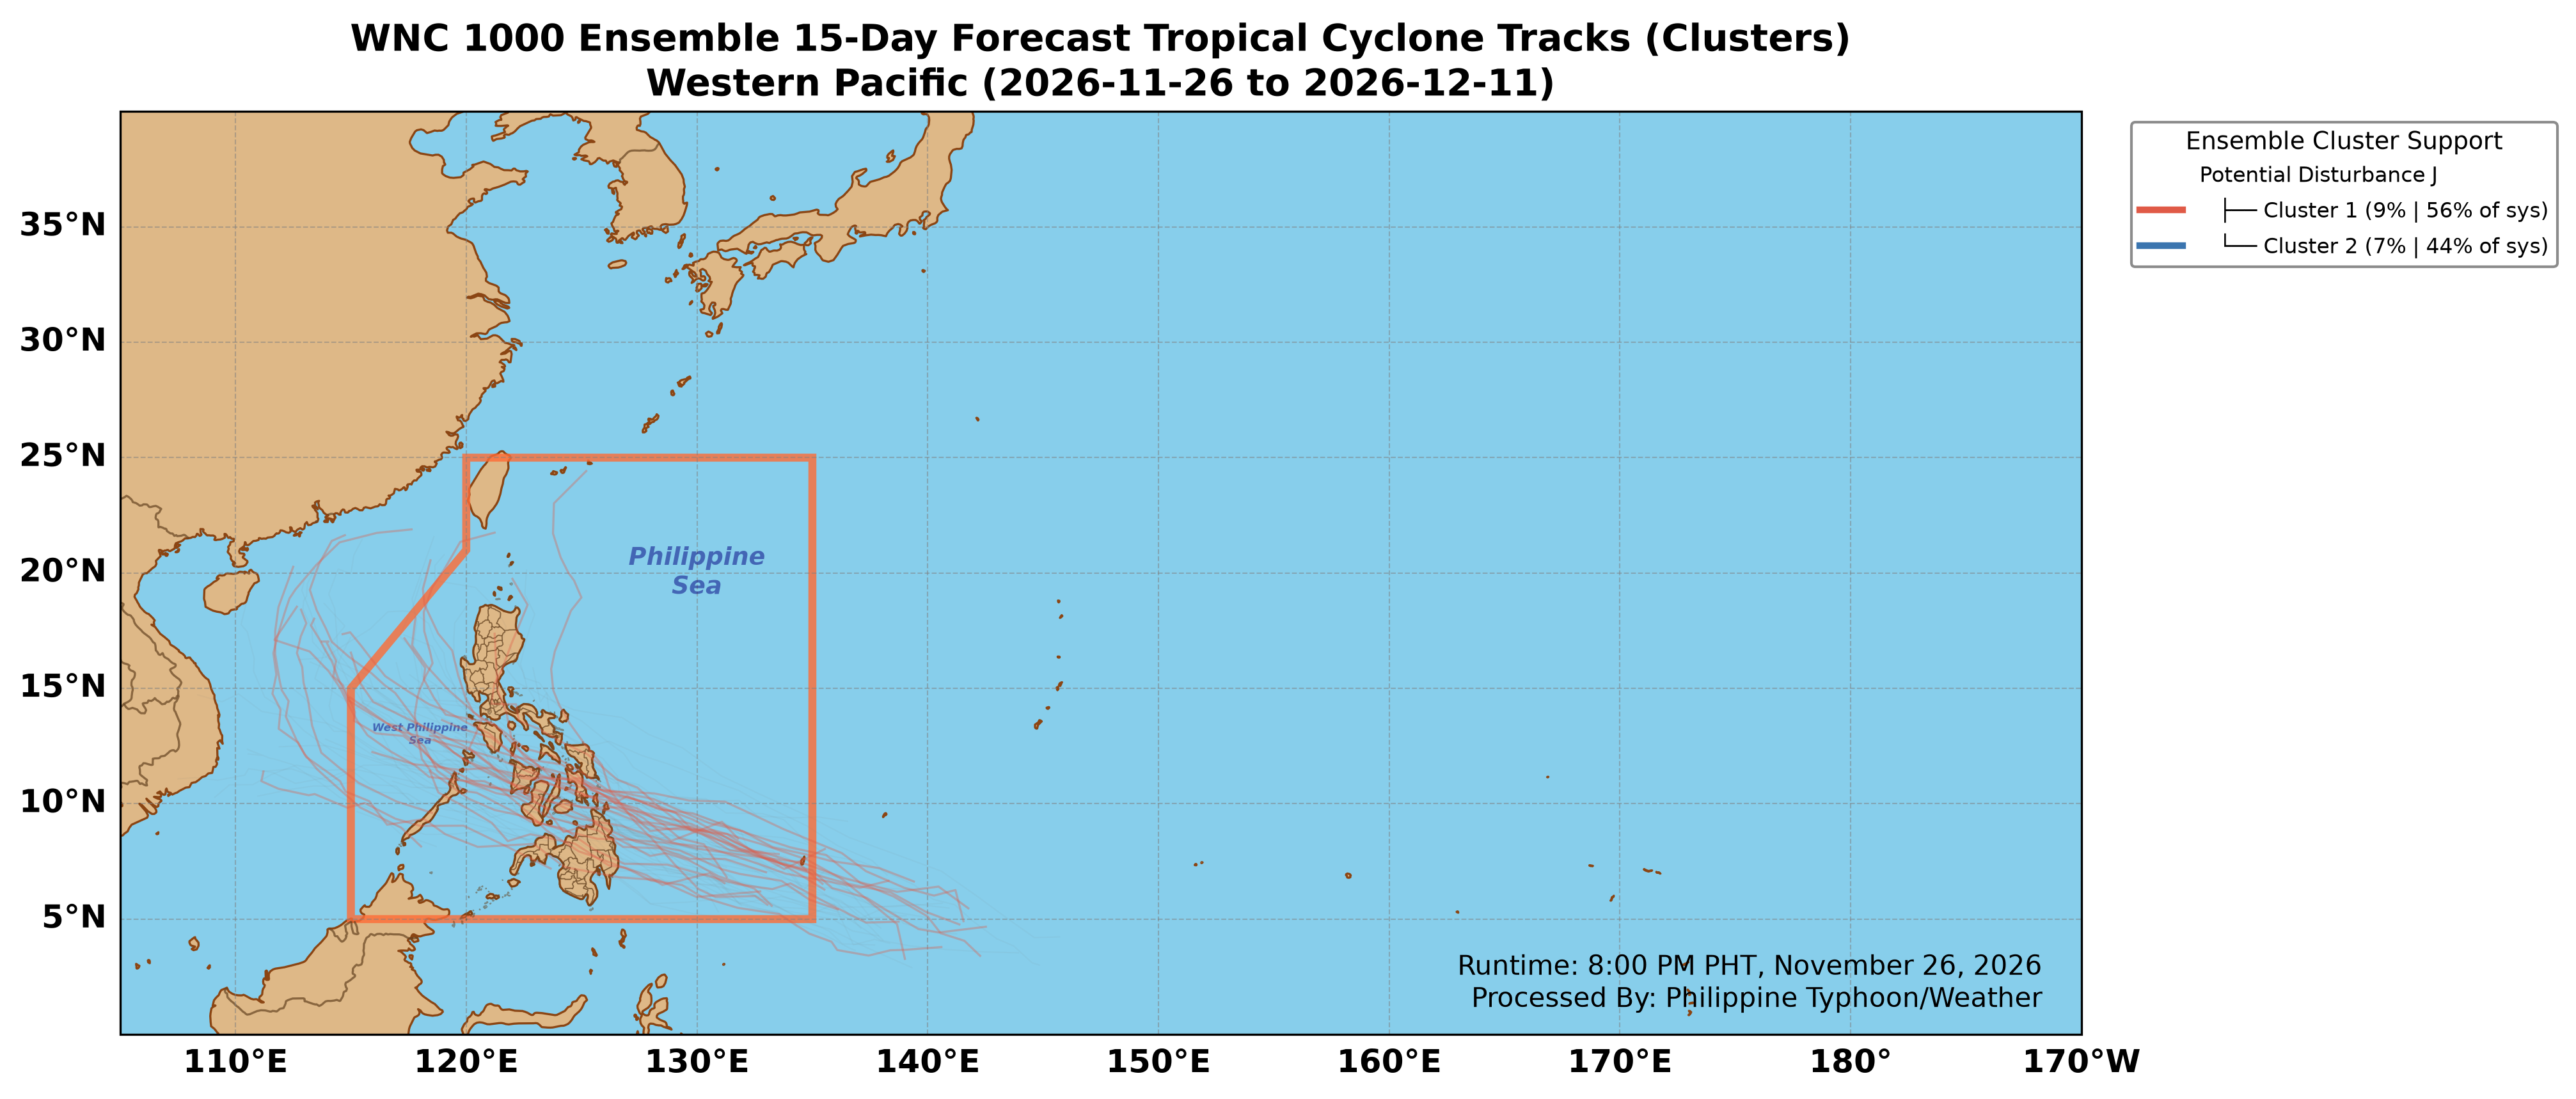 WNC 1000 Ensemble 15-Day Forecast Tropical Cyclone Tracks (Clusters)
Western Pacific (2026-11-26 to 2026-12-11)
Ensemble Cluster Support
Potential Disturbance J
Cluster 1 (9% | 56% of sys)
Cluster 2 (7% | 44% of sys)
35°N
30°N
25°N
20°N
15°N
10°N
5°N
Philippine
Sea
West Philippine
Sea
Runtime: 8:00 PM PHT, November 26, 2026
Processed By: Philippine Typhoon/Weather
110°E
120°E
130°E
140°E
150°E
160°E
170°E
180°
170°W